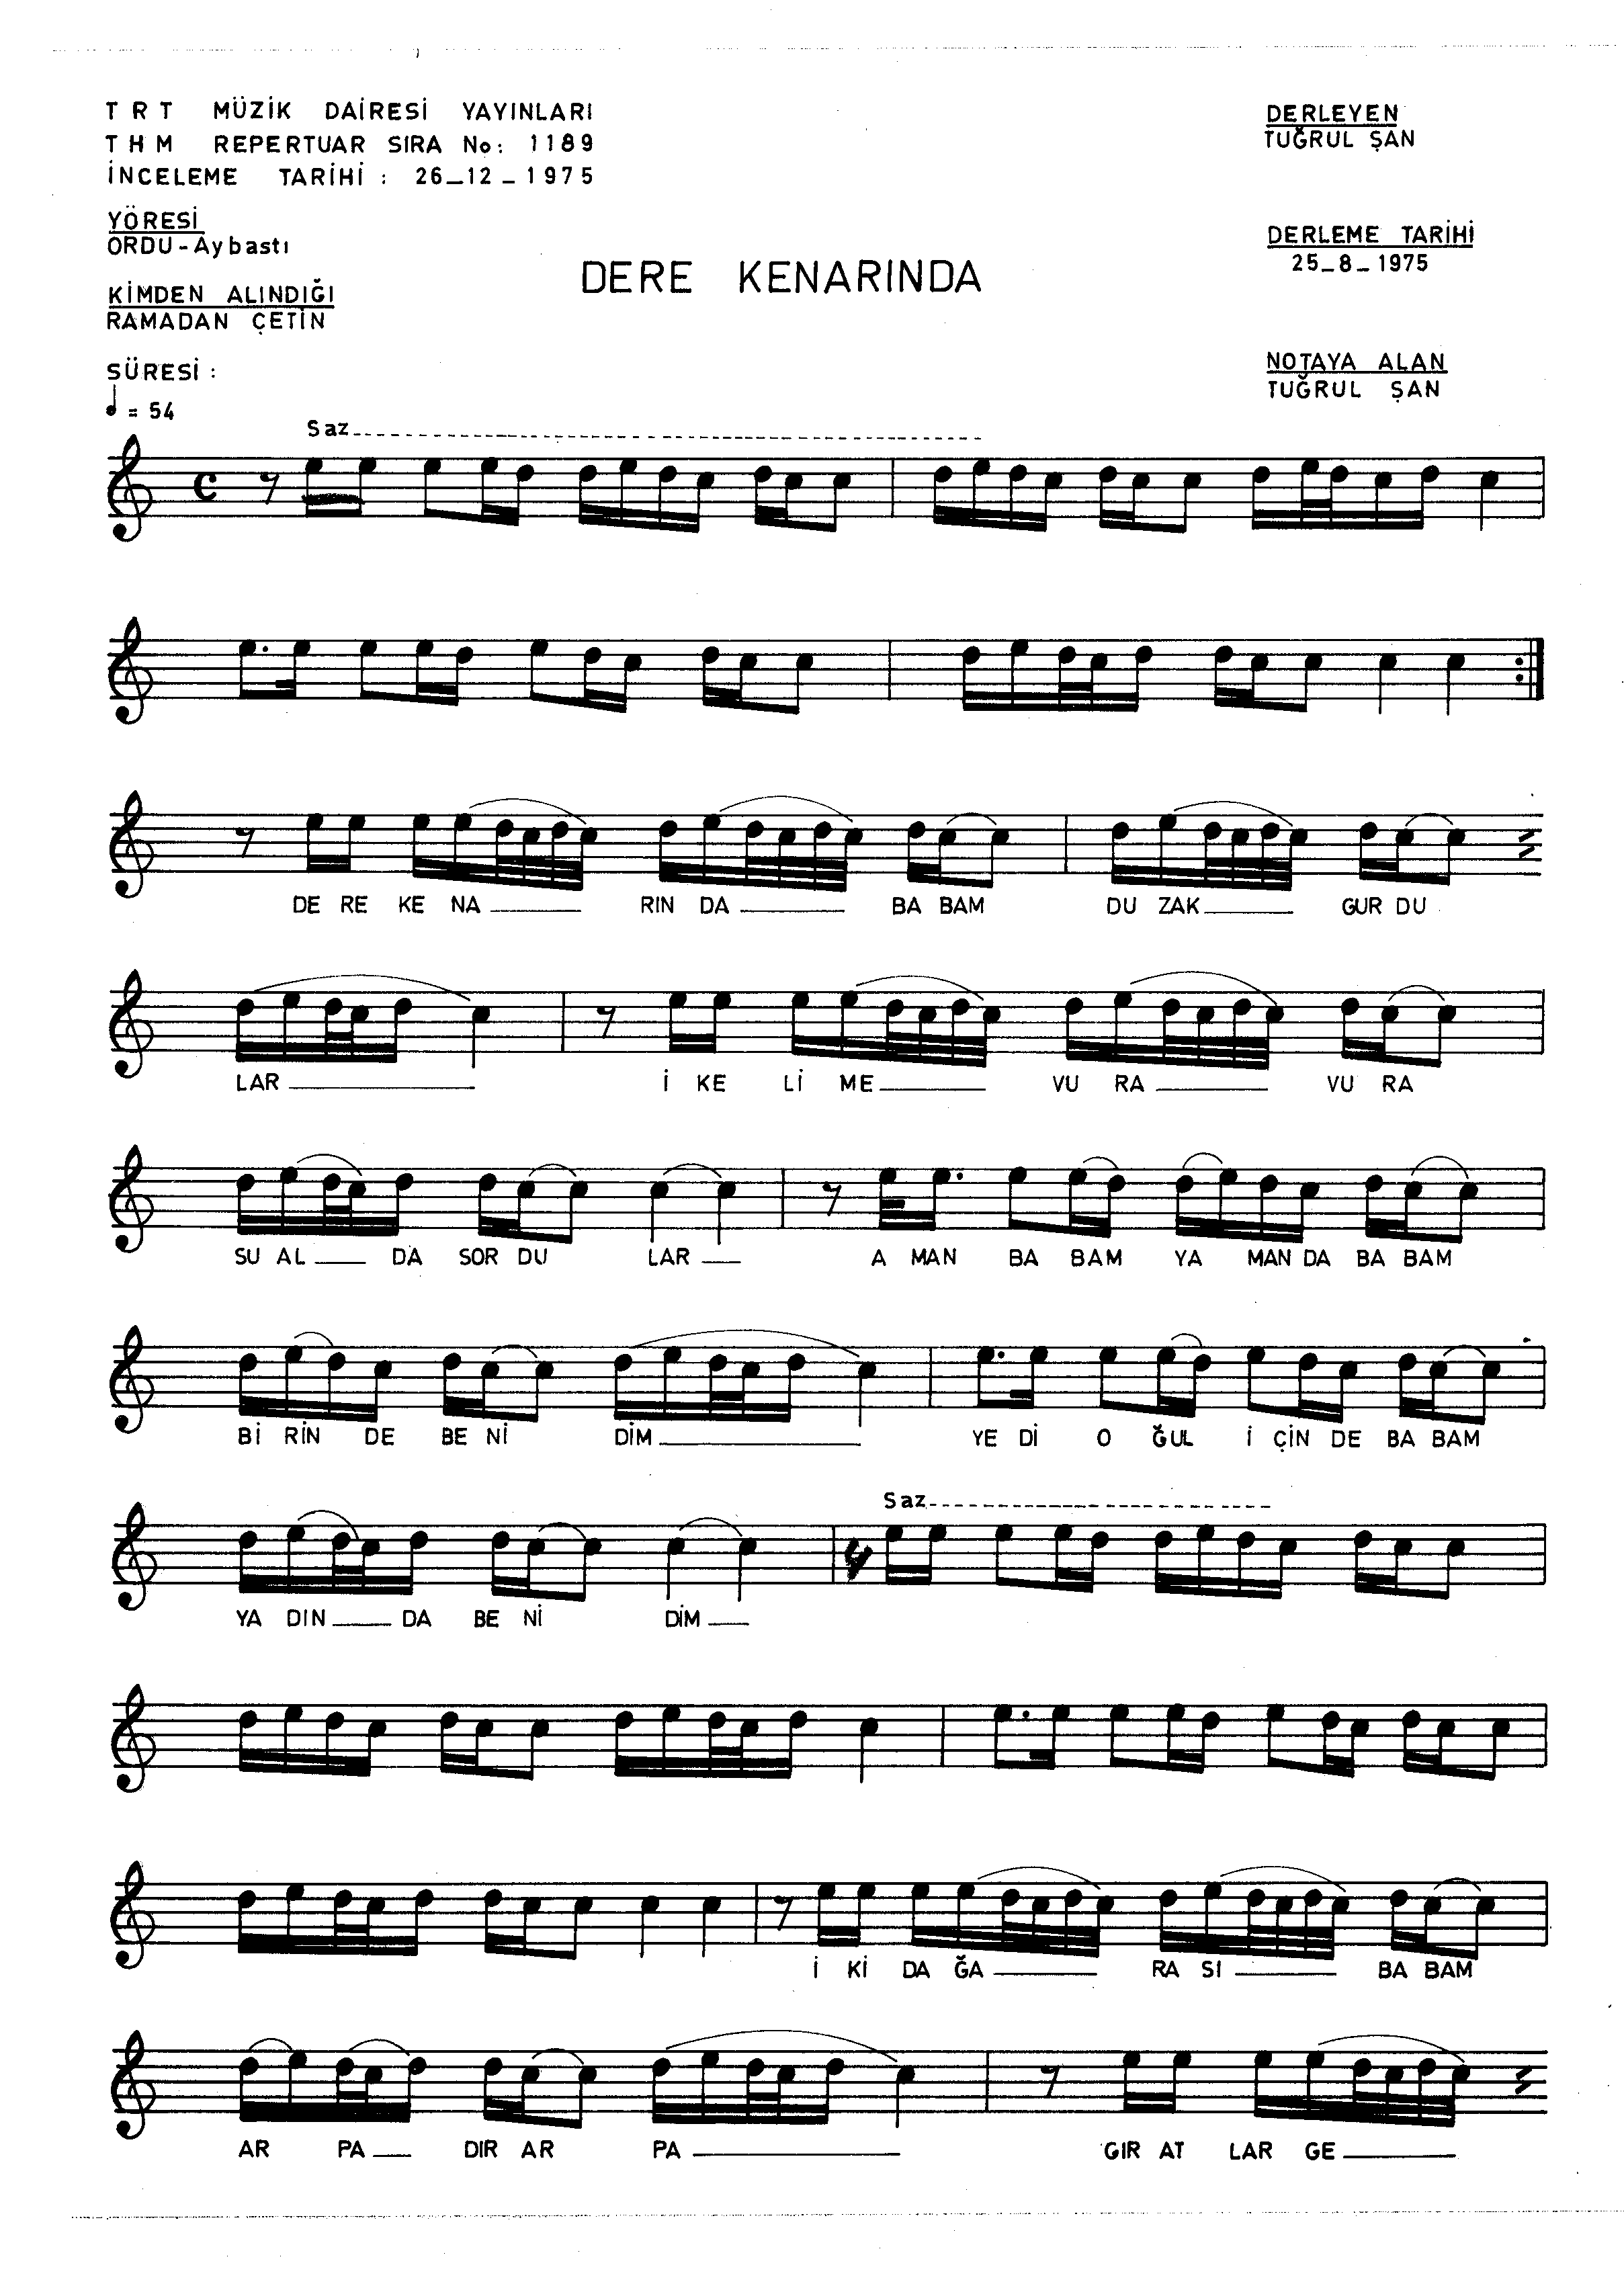 TRT MÜZİK DAİRESİ YAYINLARI
THM REPERTUAR SIRA No: 1189
İNCELEME TARİHİ : 26_12_1975
DERLEYEN
TUĞRUL ŞAN
YÖRESİ
ORDU-Aybastı
DERLEME TARİHİ
25_8_1975
DERE KENARINDA
KİMDEN ALINDIĞI
RAMADAN ÇETİN
SÜRESİ :
= 54
NOTAYA ALAN
TUĞRUL ŞAN
Saz
DE RE KE NA RIN DA BA BAM DU ZAK GUR DU
LAR İ KE Lİ ME VU RA VU RA
SU AL DA SOR DU LAR A MAN BA BAM YA MAN DA BA BAM
Bİ RİN DE BE Nİ DİM YE Dİ O ĞUL İ ÇİN DE BA BAM
Saz
YA DIN DA BE Nİ DİM
İ Kİ DA ĞA RA SI BA BAM
AR PA DIR AR PA GIR AT LAR GE